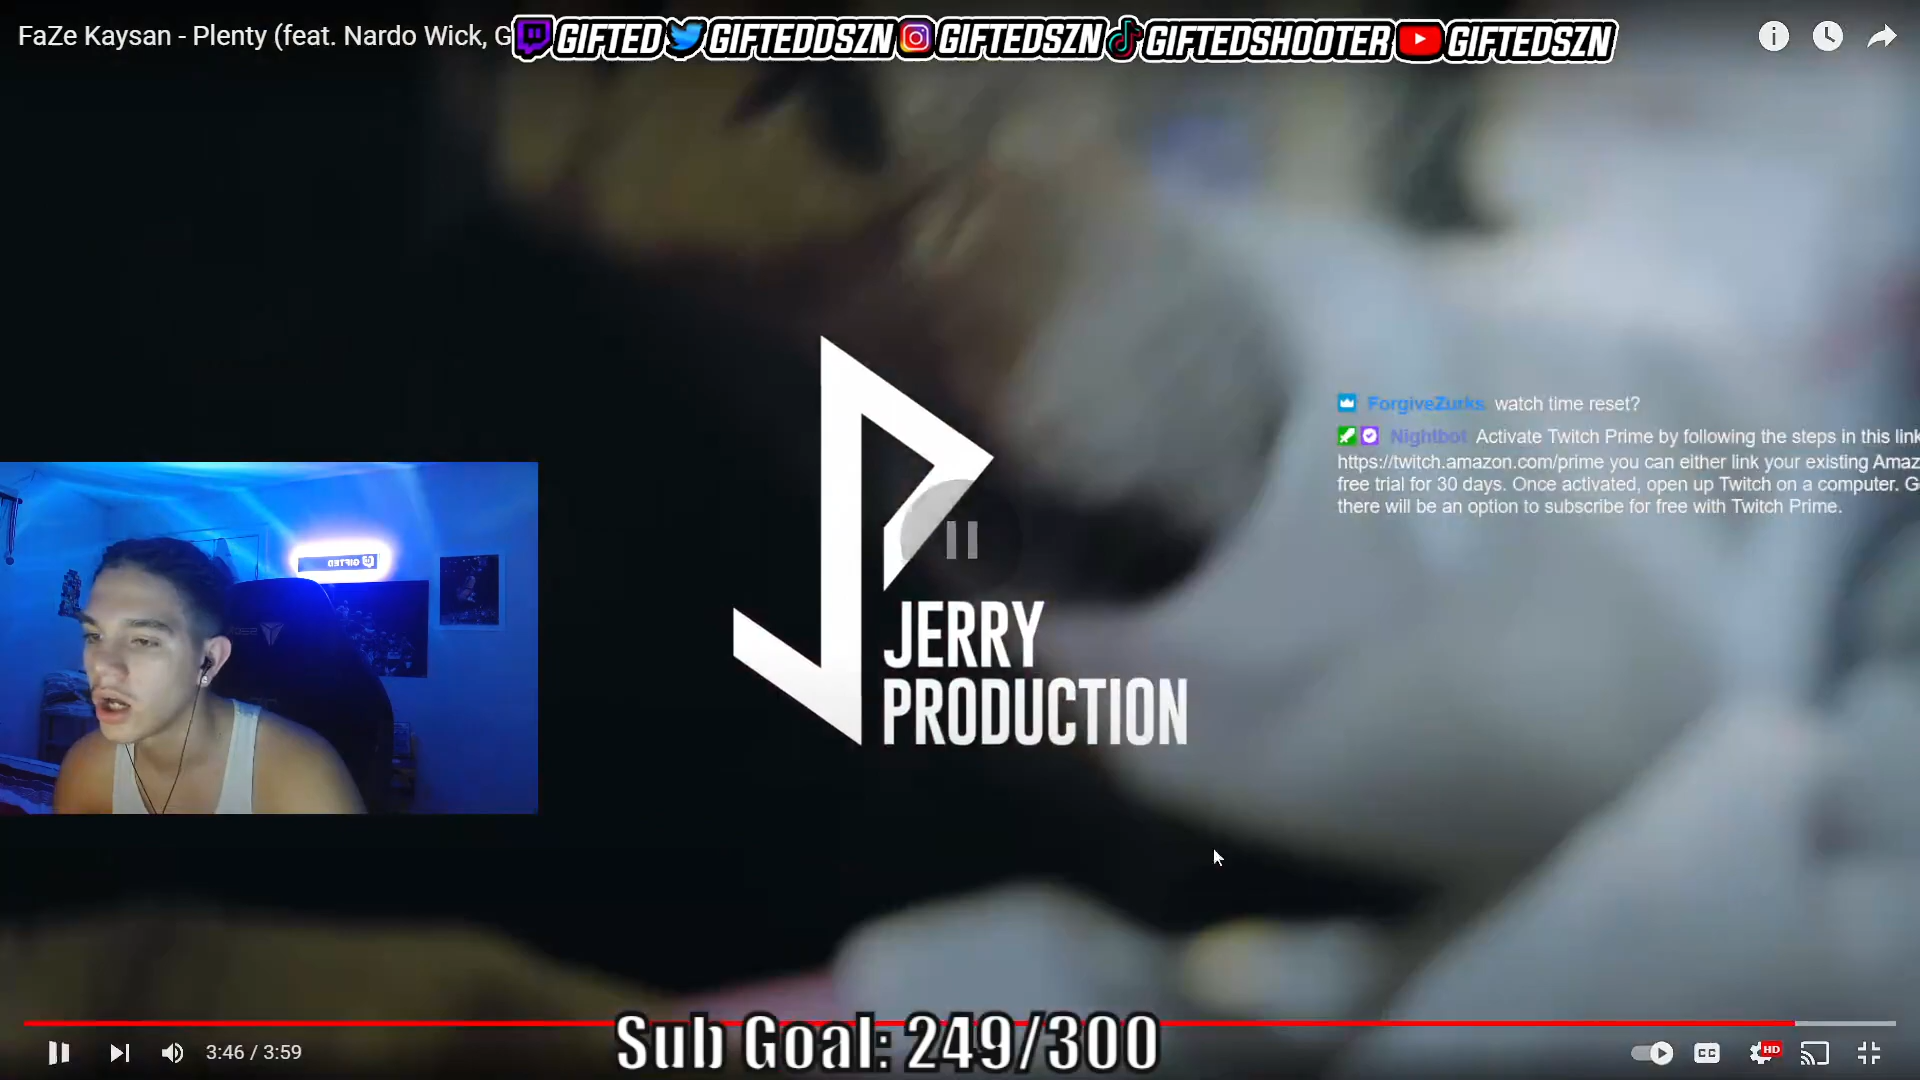 FaZe Kaysan - Plenty (feat. Nardo Wick, G
GIFTED GIFTEDDSZN GIFTEDSZN GIFTEDSHOOTER GIFTEDSZN
ForgiveZurks watch time reset?
Nightbot Activate Twitch Prime by following the steps in this link
https://twitch.amazon.com/prime you can either link your existing Amaz
free trial for 30 days. Once activated, open up Twitch on a computer. G
there will be an option to subscribe for free with Twitch Prime.
GIFTED
JERRY
PRODUCTION
Sub Goal: 249/300
3:46 / 3:59
CC
HD